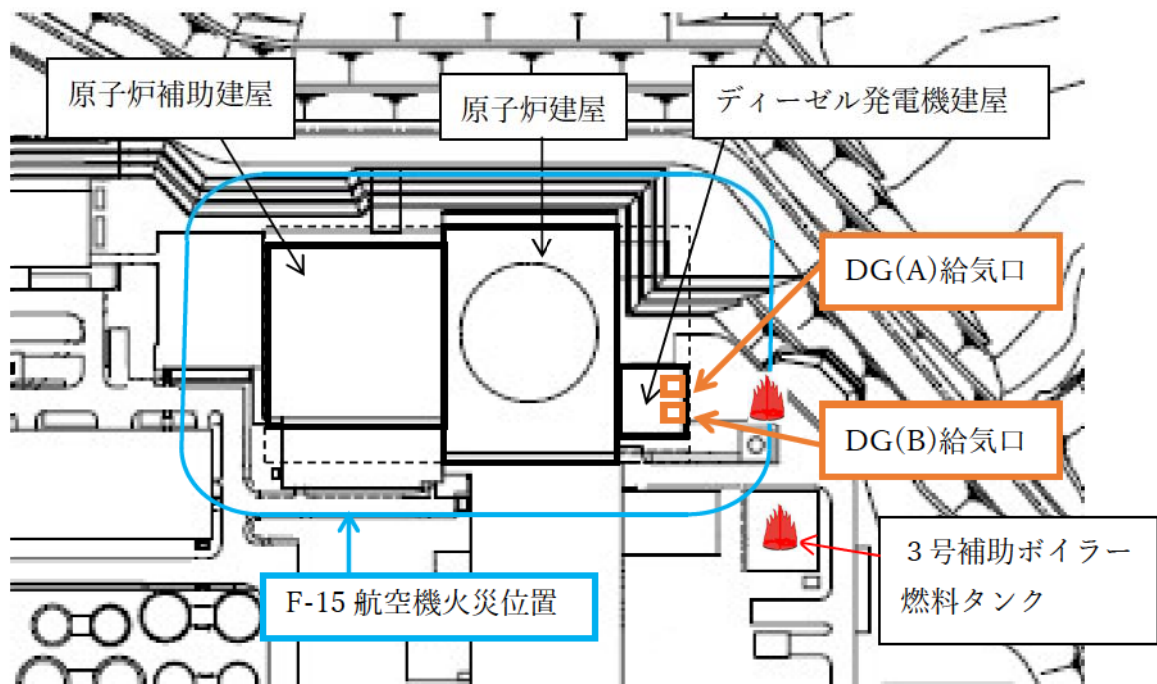 原子炉補助建屋
原子炉建屋
ディーゼル発電機建屋
DG(A)給気口
DG(B)給気口
３号補助ボイラー
燃料タンク
F-15 航空機火災位置